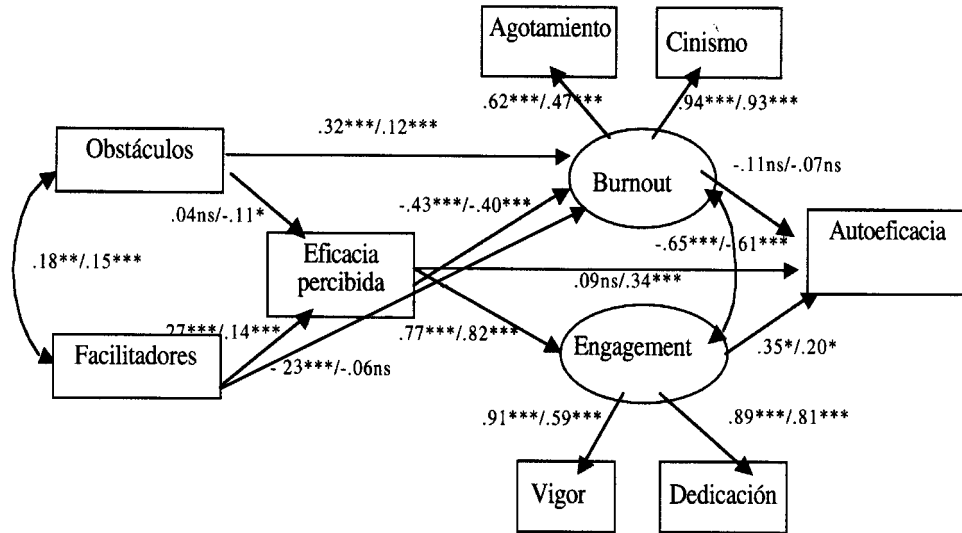 Agotamiento
Cinismo
.62***/.47***
.94***/.93***
.32***/.12***
Obstáculos
Burnout
-.11ns/-.07ns
.04ns/-.11*
-.43***/-.40***
Autoeficacia
Eficacia
percibida
-.65***/-.61***
.18**/.15***
.09ns/.34***
.27***/.14***
.77***/.82***
Facilitadores
Engagement
.35*/.20*
-.23***/-.06ns
.91***/.59***
.89***/.81***
Vigor
Dedicación